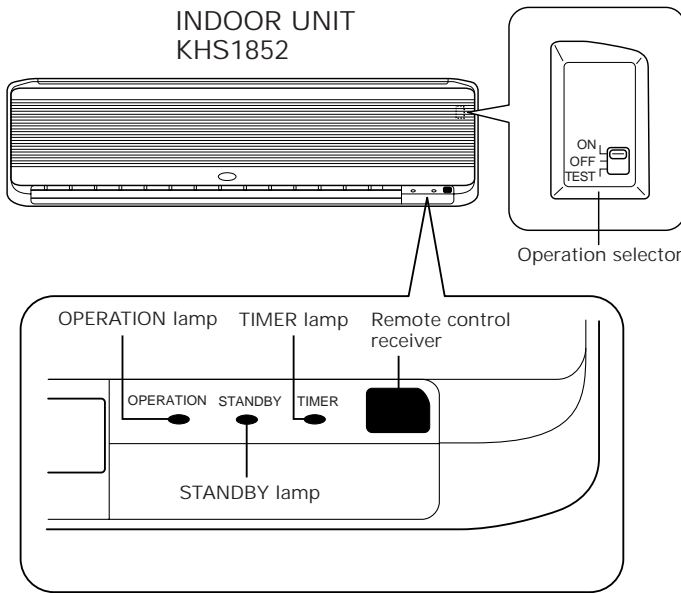 INDOOR UNIT
KHS1852
ON
OFF
TEST
Operation selector
OPERATION lamp
TIMER lamp
Remote control
receiver
OPERATION
STANDBY
TIMER
STANDBY lamp